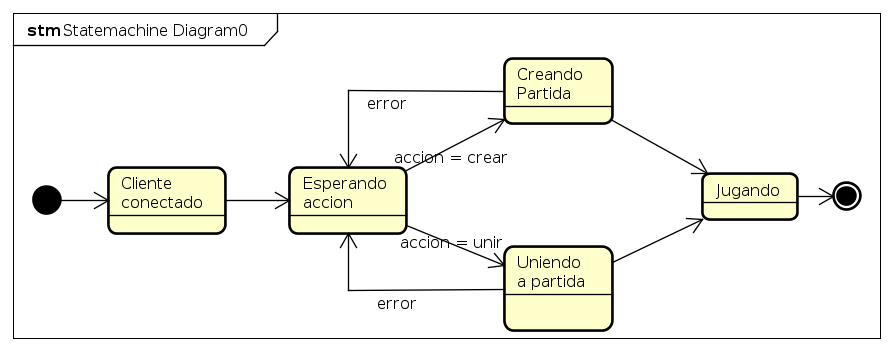 stm Statemachine Diagram0
Creando
Partida
error
accion = crear
Cliente
conectado
Esperando
accion
Jugando
accion = unir
Uniendo
a partida
error